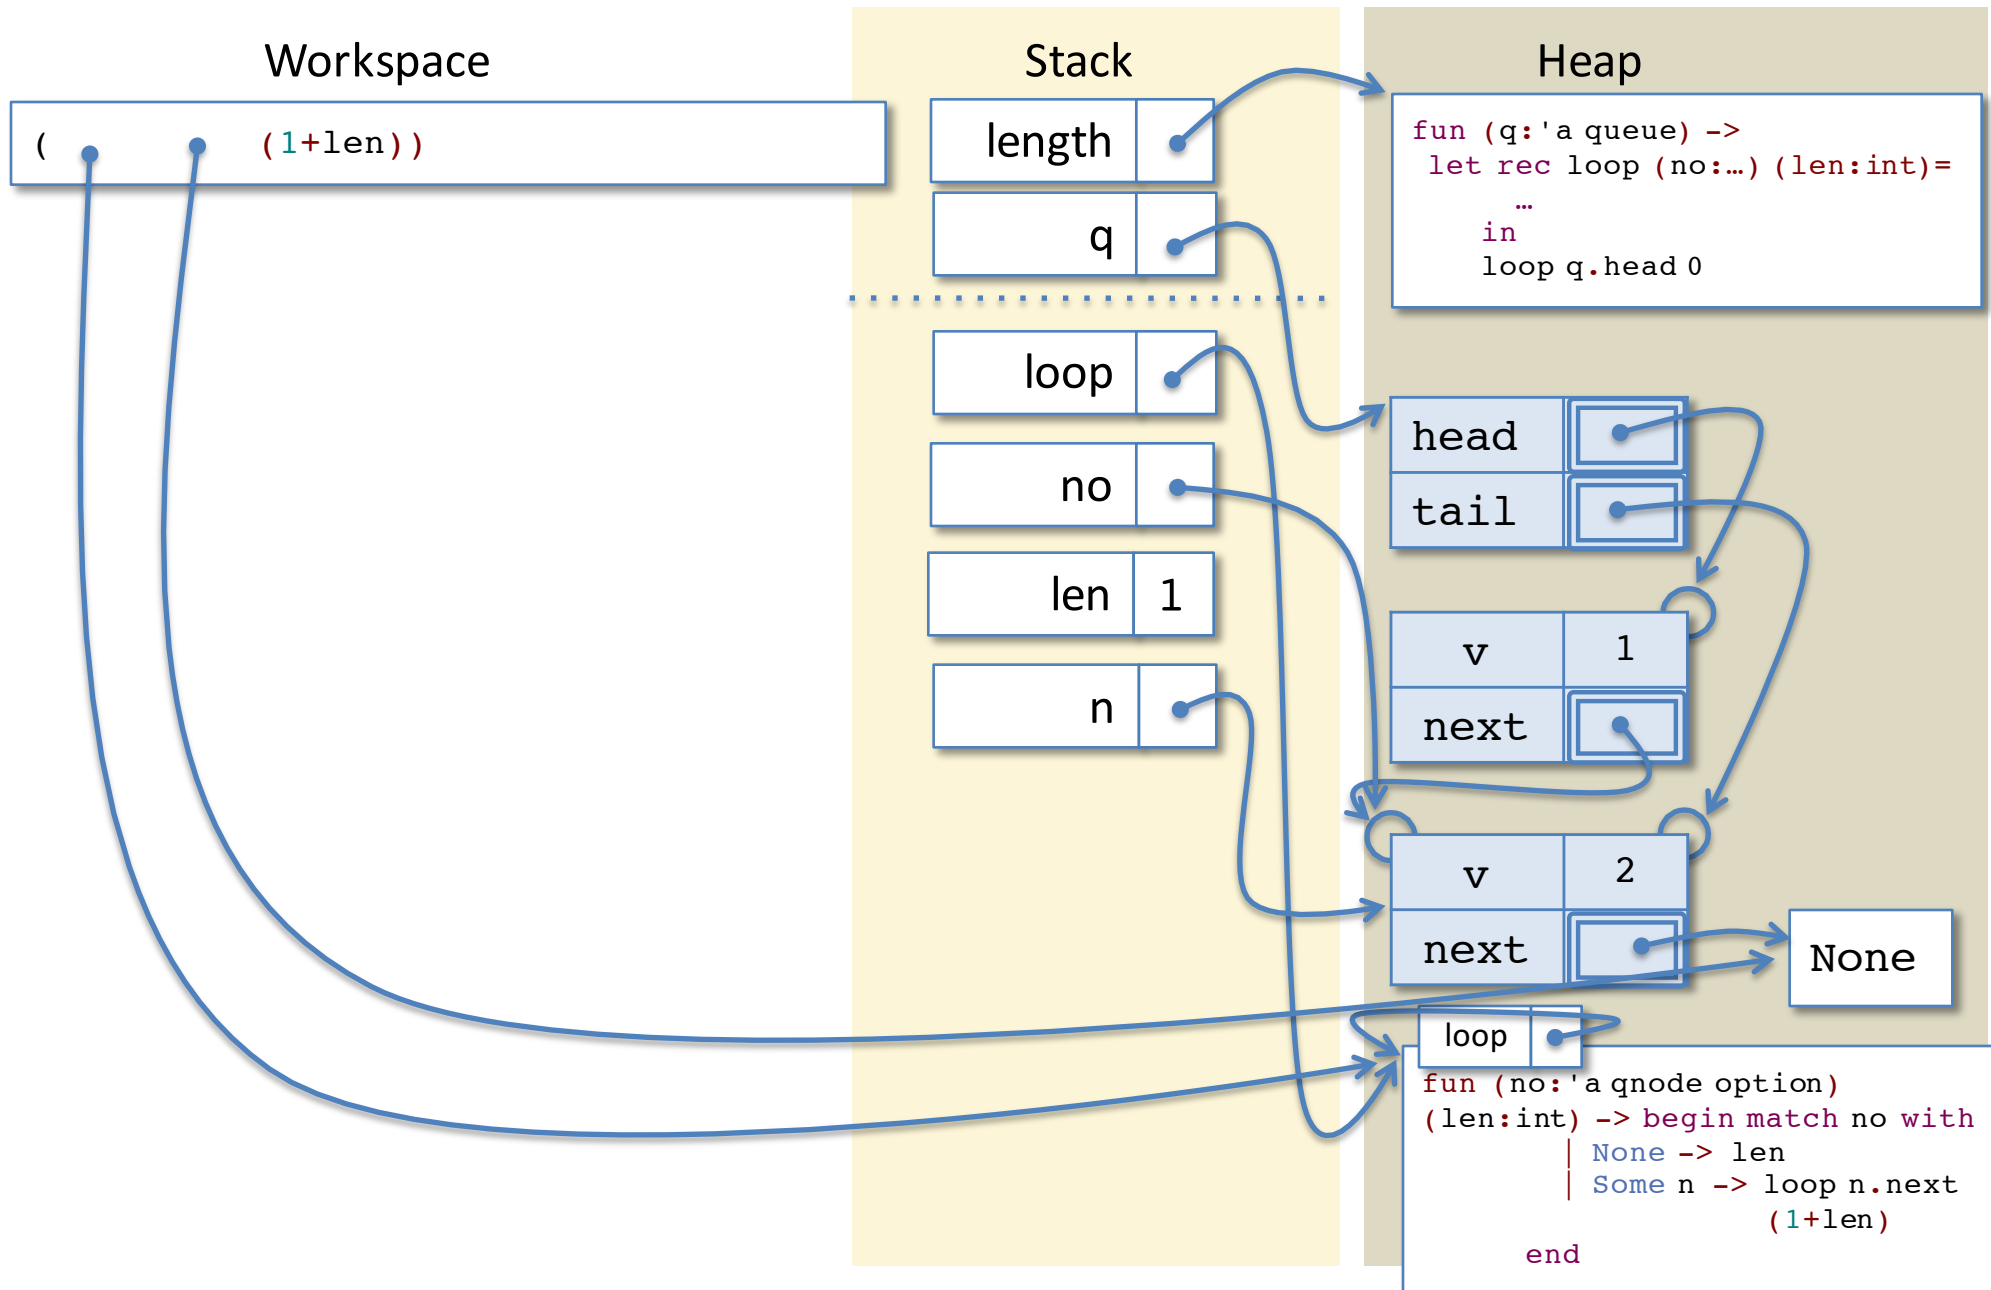 Workspace
Stack
Heap
( (1+len))
length
q
loop
no
len 1
n
fun (q:'a queue) ->
let rec loop (no:…) (len:int)=
…
in
loop q.head 0
head
tail
v 1
next
v 2
next
None
loop
fun (no:'a qnode option)
(len:int) -> begin match no with
| None -> len
| Some n -> loop n.next
(1+len)
end